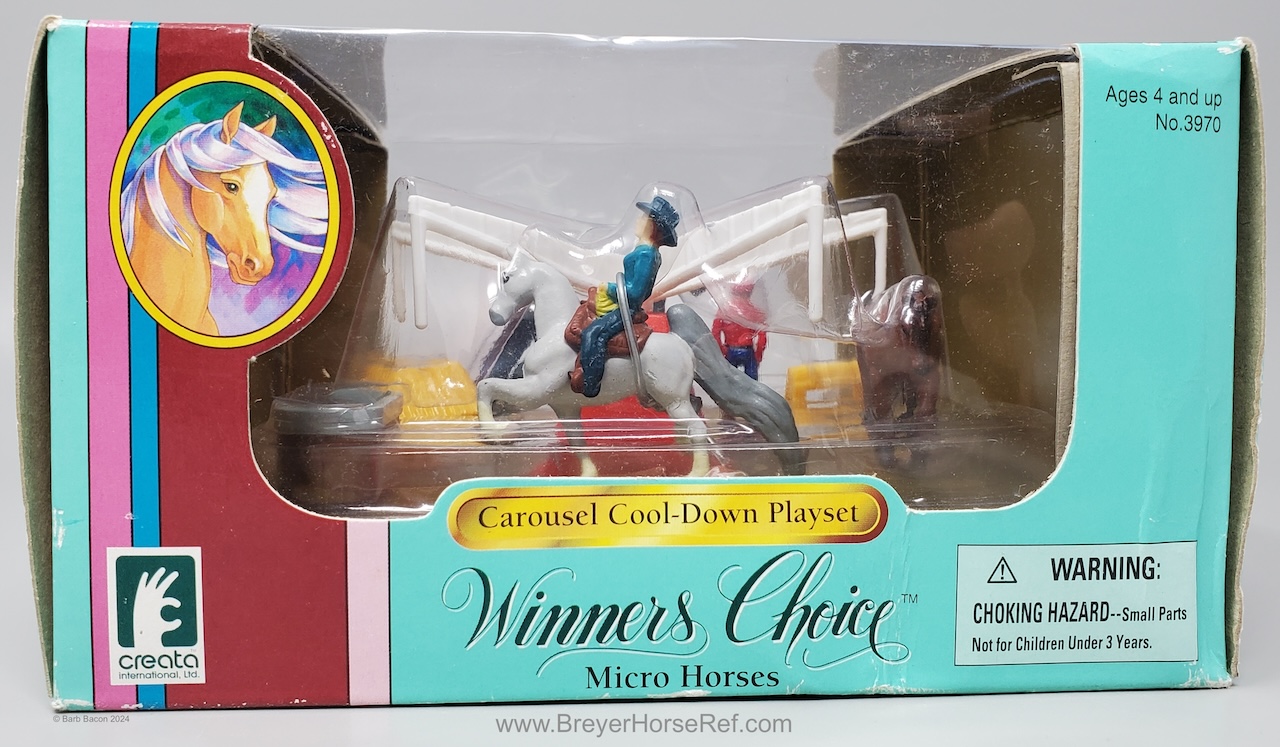 Ages 4 and up
No.3970
Carousel Cool-Down Playset
Winners Choice™
Micro Horses
creata
international, Ltd.
⚠ WARNING:
CHOKING HAZARD--Small Parts
Not for Children Under 3 Years.
© Barb Bacon 2024
www.BreyerHorseRef.com